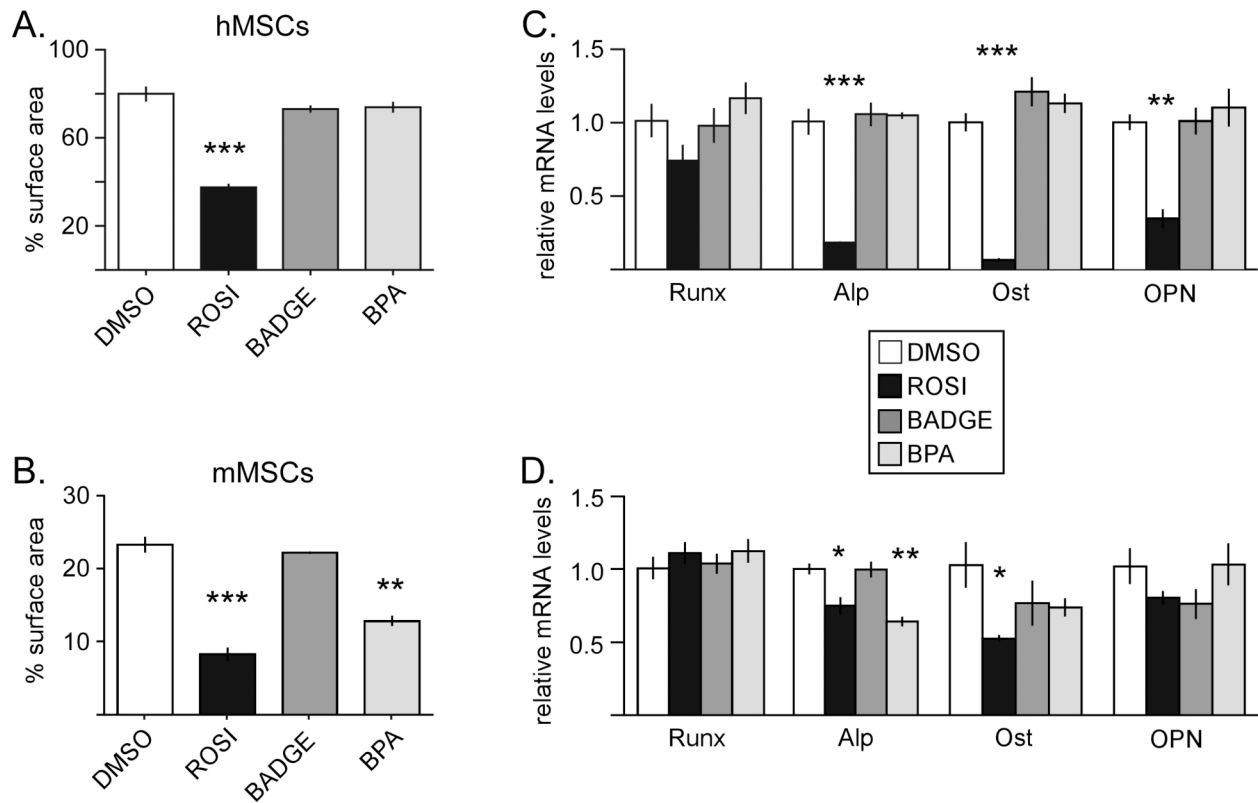 A.
hMSCs
% surface area
100
60
20
***
DMSO
ROSI
BADGE
BPA
C.
relative mRNA levels
1.5
1.0
0.5
***
***
**
Runx
Alp
Ost
OPN
DMSO
ROSI
BADGE
BPA
B.
mMSCs
% surface area
30
20
10
***
**
DMSO
ROSI
BADGE
BPA
D.
relative mRNA levels
1.5
1.0
0.5
*
**
*
Runx
Alp
Ost
OPN